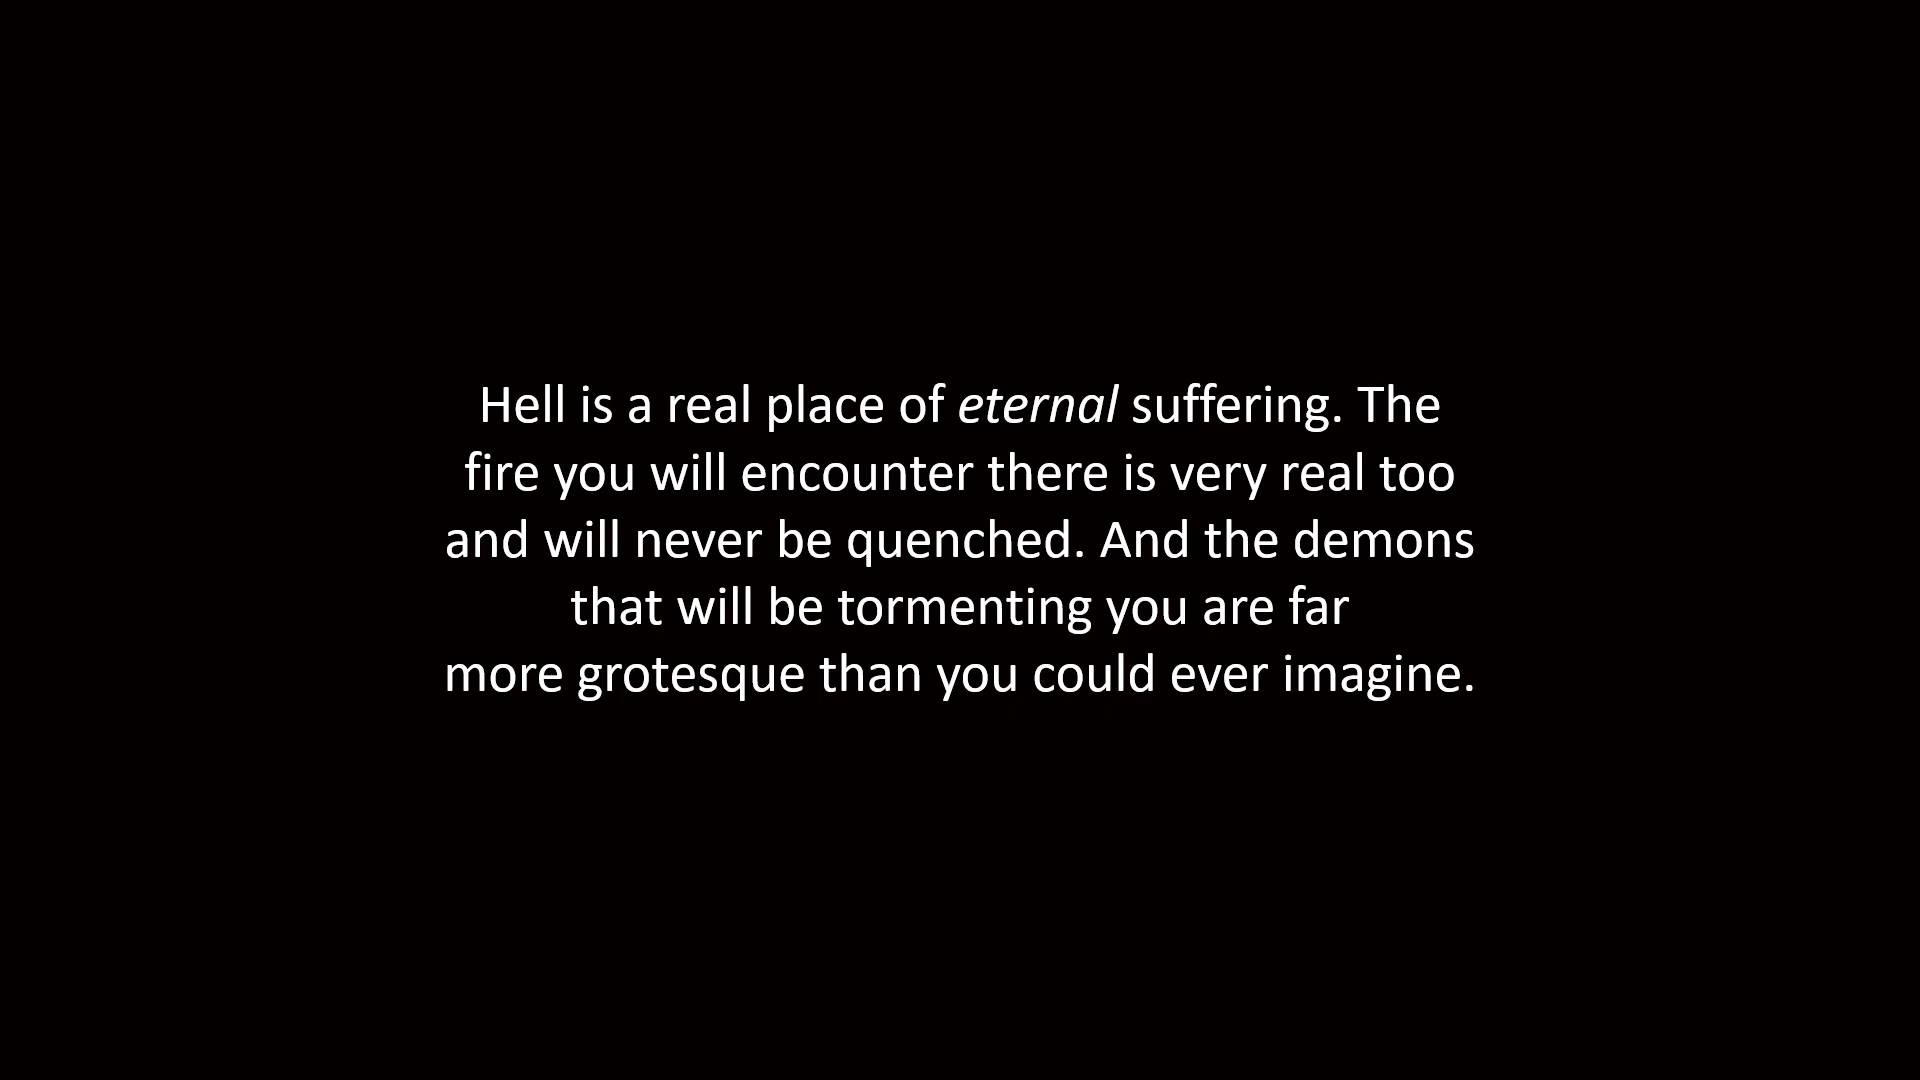 Hell is a real place of eternal suffering. The
fire you will encounter there is very real too
and will never be quenched. And the demons
that will be tormenting you are far
more grotesque than you could ever imagine.